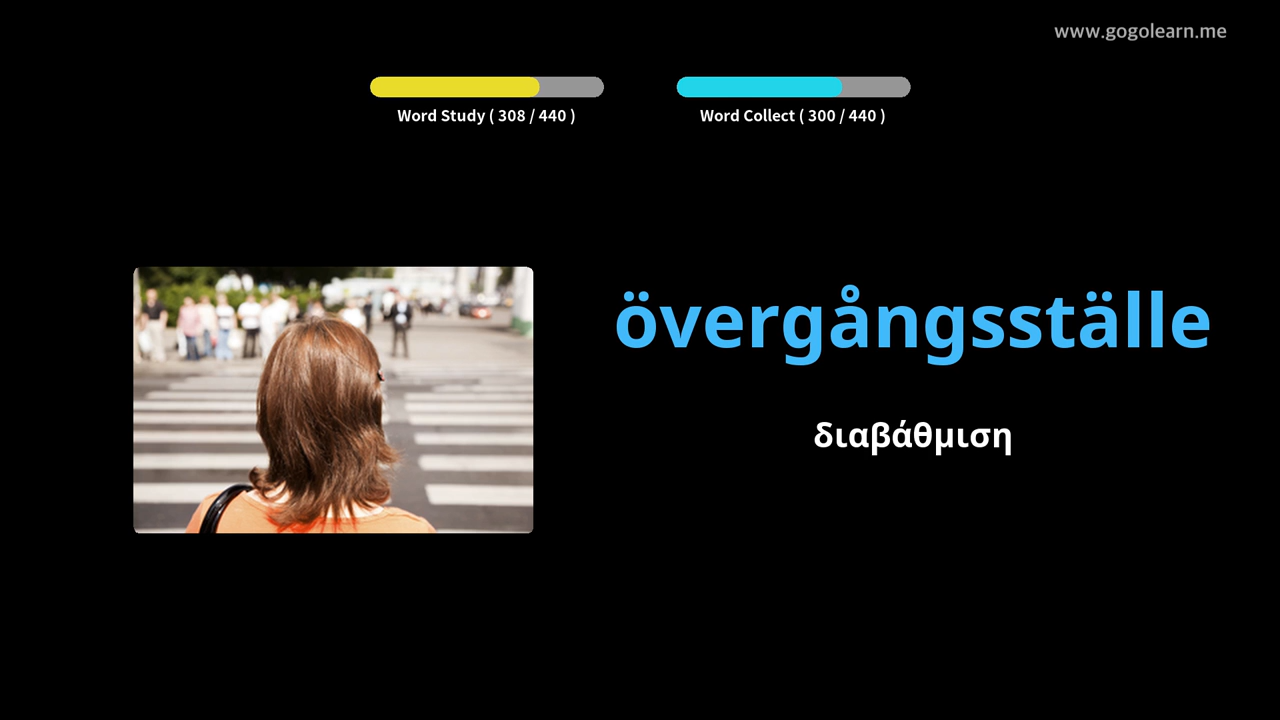 www.gogolearn.me
Word Study ( 308 / 440 )
Word Collect ( 300 / 440 )
övergångsställe
διαβάθμιση